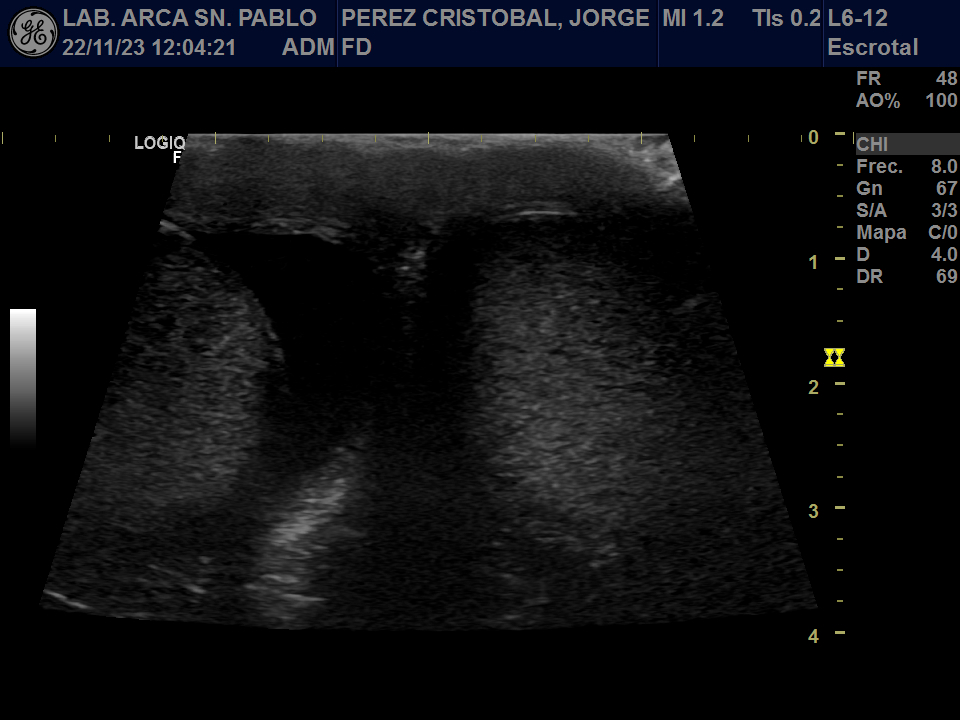 LAB. ARCA SN. PABLO PEREZ CRISTOBAL, JORGE MI 1.2 TIs 0.2 L6-12
22/11/23 12:04:21 ADM FD Escrotal
FR 48
AO% 100
LOGIQ
F
CHI
Frec. 8.0
Gn 67
S/A 3/3
Mapa C/0
D 4.0
DR 69
0
1
2
3
4